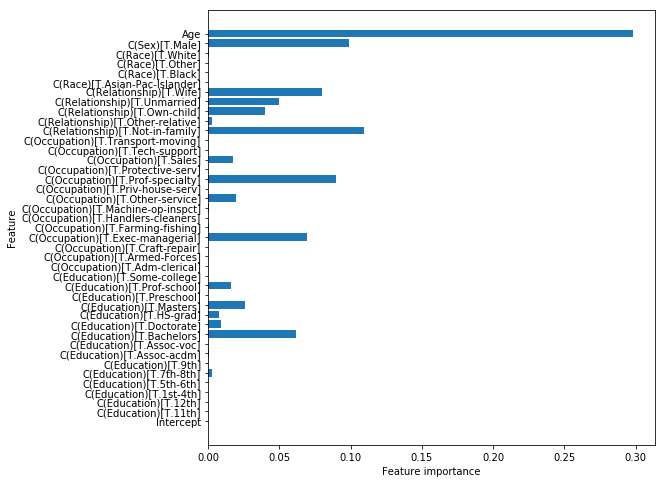 Age
C(Sex)[T.Male]
C(Race)[T.White]
C(Race)[T.Other]
C(Race)[T.Black]
C(Race)[T.Asian-Pac-Islander]
C(Relationship)[T.Wife]
C(Relationship)[T.Unmarried]
C(Relationship)[T.Own-child]
C(Relationship)[T.Other-relative]
C(Relationship)[T.Not-in-family]
C(Occupation)[T.Transport-moving]
C(Occupation)[T.Tech-support]
C(Occupation)[T.Sales]
C(Occupation)[T.Protective-serv]
C(Occupation)[T.Prof-specialty]
C(Occupation)[T.Priv-house-serv]
C(Occupation)[T.Other-service]
C(Occupation)[T.Machine-op-inspct]
C(Occupation)[T.Handlers-cleaners]
C(Occupation)[T.Farming-fishing]
C(Occupation)[T.Exec-managerial]
C(Occupation)[T.Craft-repair]
C(Occupation)[T.Armed-Forces]
C(Occupation)[T.Adm-clerical]
C(Education)[T.Some-college]
C(Education)[T.Prof-school]
C(Education)[T.Preschool]
C(Education)[T.Masters]
C(Education)[T.HS-grad]
C(Education)[T.Doctorate]
C(Education)[T.Bachelors]
C(Education)[T.Assoc-voc]
C(Education)[T.Assoc-acdm]
C(Education)[T.9th]
C(Education)[T.7th-8th]
C(Education)[T.5th-6th]
C(Education)[T.1st-4th]
C(Education)[T.12th]
C(Education)[T.11th]
Intercept
Feature
0.00 0.05 0.10 0.15 0.20 0.25 0.30
Feature importance